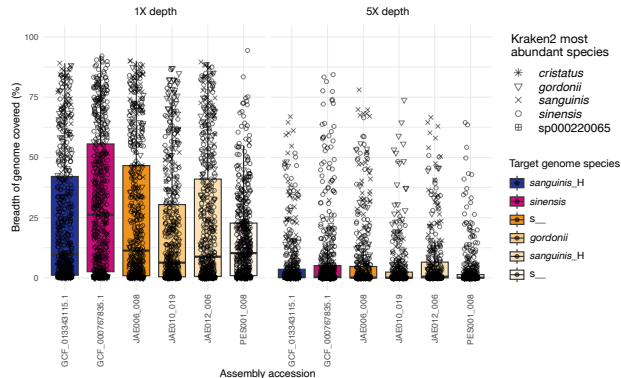 1X depth
5X depth
Breadth of genome covered (%)
100
75
50
25
0
GCF_013343115.1
GCF_000767835.1
JAE006_008
JAE010_019
JAE012_006
PES001_008
GCF_013343115.1
GCF_000767835.1
JAE006_008
JAE010_019
JAE012_006
PES001_008
Assembly accession
Kraken2 most
abundant species
cristatus
gordonii
sanguinis
sinensis
sp000220065
Target genome species
sanguinis_H
sinensis
s__
gordonii
sanguinis_H
s__